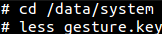 # cd /data/system
# less gesture.key